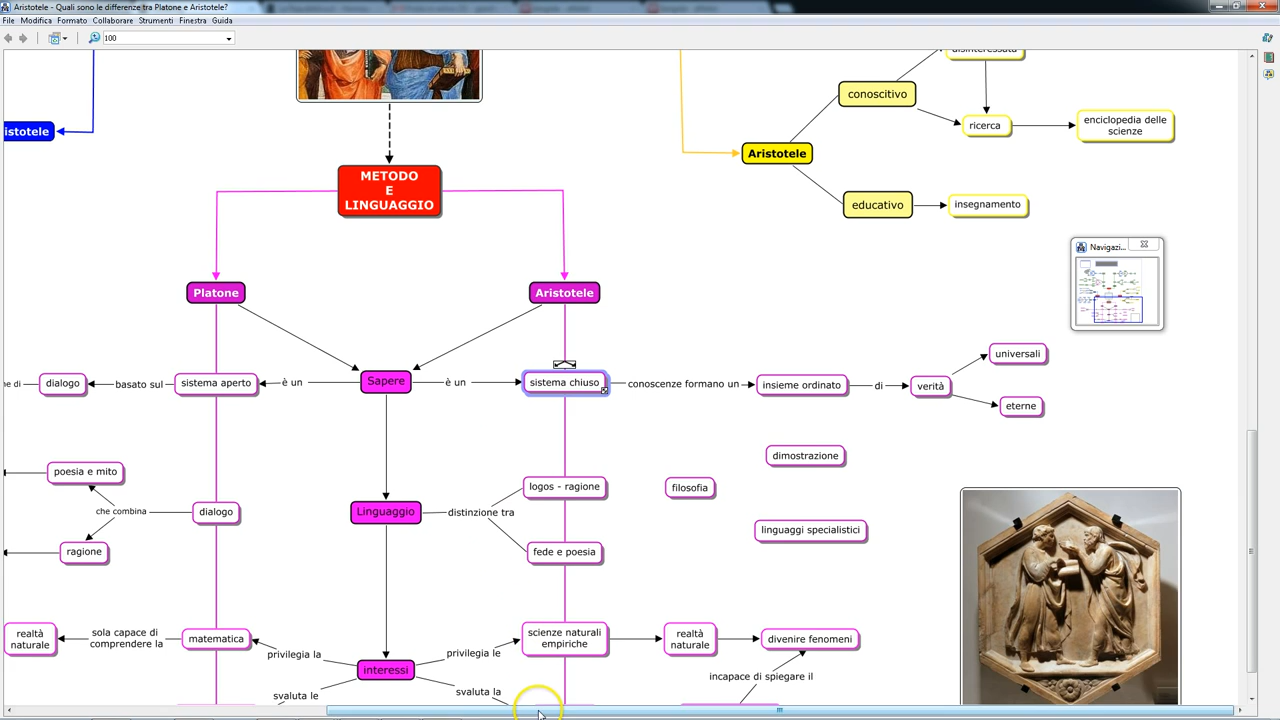 Aristotele - Quali sono le differenze tra Platone e Aristotele?
File Modifica Formato Collaborare Strumenti Finestra Guida
100
disinteressata
conoscitivo
ricerca
enciclopedia delle
scienze
istotele
Aristotele
educativo
insegnamento
METODO
E
LINGUAGGIO
Navigazi...
Platone
Aristotele
universali
dialogo
basato sul
sistema aperto
è un
Sapere
è un
sistema chiuso
conoscenze formano un
insieme ordinato
di
verità
eterne
dimostrazione
poesia e mito
logos - ragione
filosofia
che combina
dialogo
Linguaggio
distinzione tra
linguaggi specialistici
ragione
fede e poesia
realtà
naturale
sola capace di
comprendere la
matematica
privilegia la
interessi
privilegia le
scienze naturali
empiriche
realtà
naturale
divenire fenomeni
incapace di spiegare il
svaluta le
svaluta la